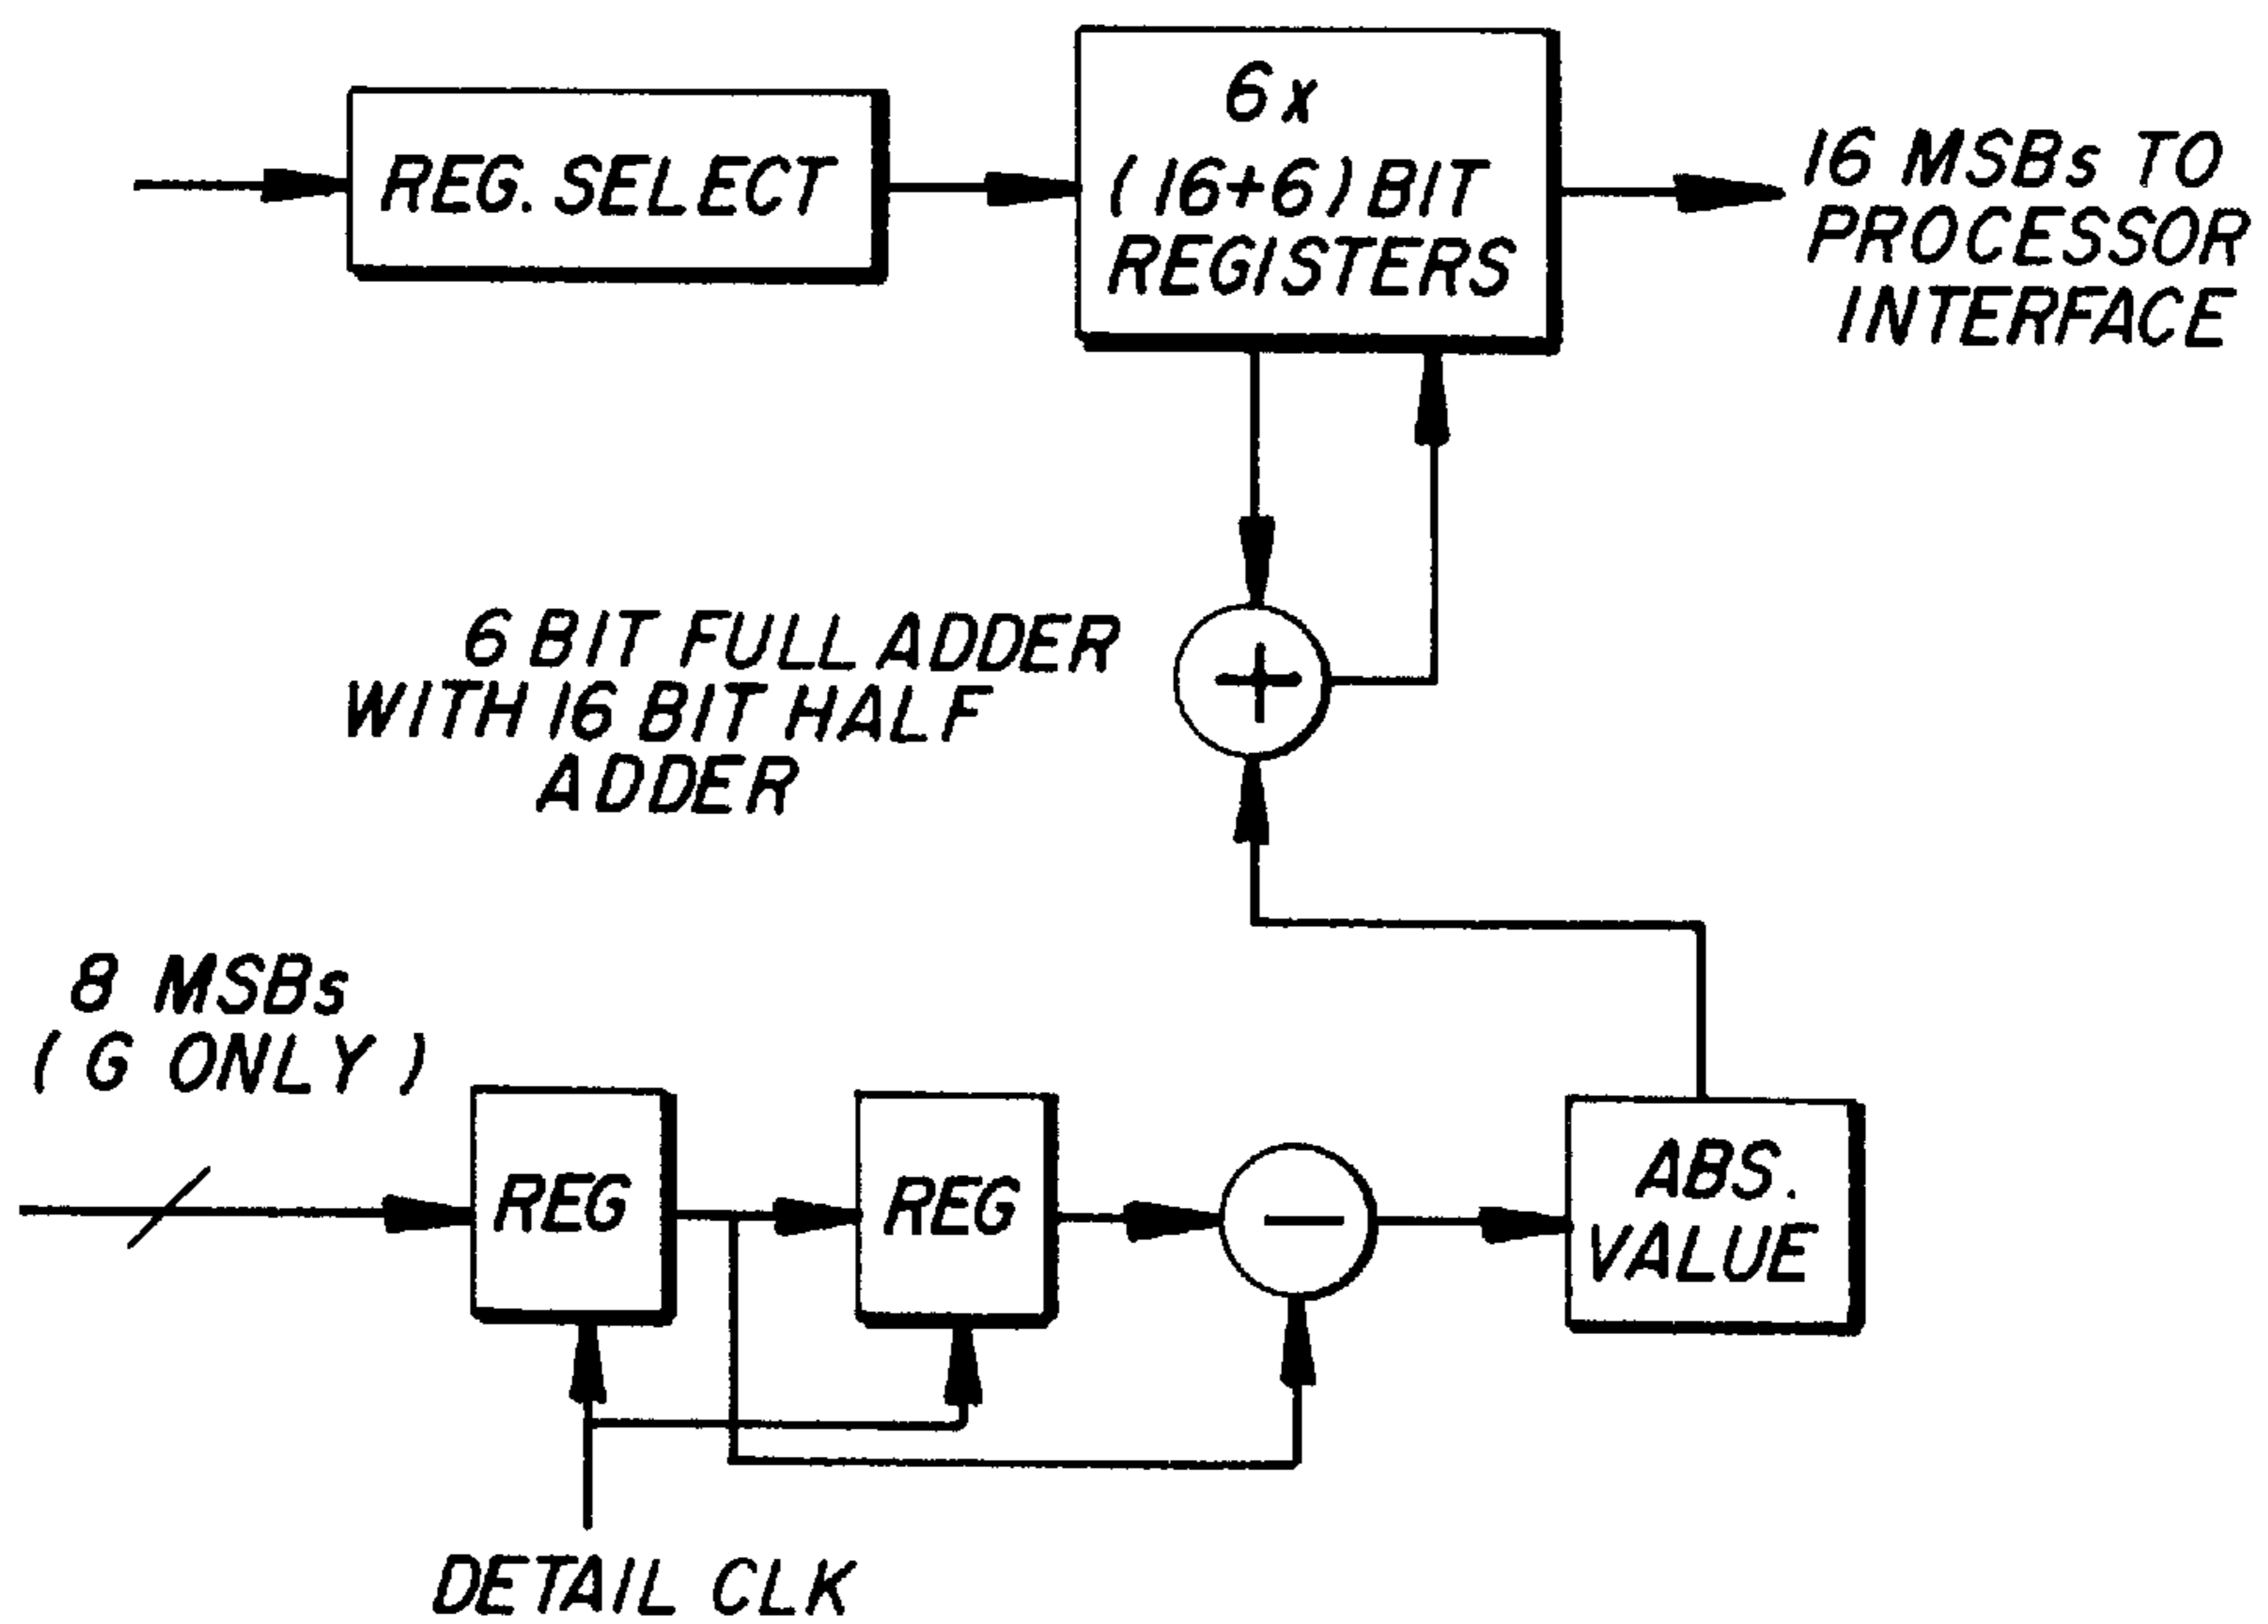 REG. SELECT
6x
(16+6) BIT
REGISTERS
16 MSBs TO
PROCESSOR
INTERFACE
6 BIT FULL ADDER
WITH 16 BIT HALF
ADDER
+
8 MSBs
(G ONLY)
REG
REG
−
ABS.
VALUE
DETAIL CLK